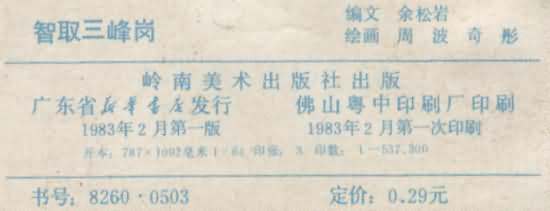 智取三峰岗
编文 余松岩
绘画 周波 奇彤
岭南美术出版社出版
广东省新华书店发行 佛山粤中印刷厂印刷
1983年2月第一版 1983年2月第一次印刷
开本：787×1092毫米1/64 印张：3 印数：1—537,300
书号：8260·0503 定价：0.29元